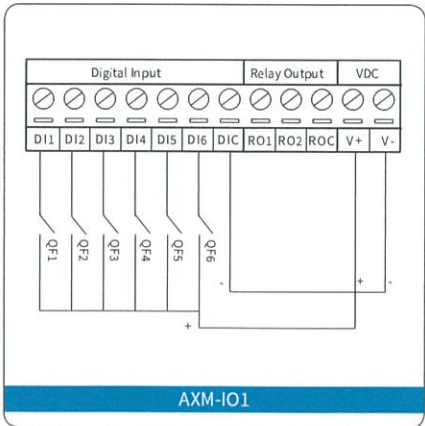 Digital Input Relay Output VDC
DI1 DI2 DI3 DI4 DI5 DI6 DIC RO1 RO2 ROC V+ V-
QF1 QF2 QF3 QF4 QF5 QF6
- + -
+
AXM-IO1